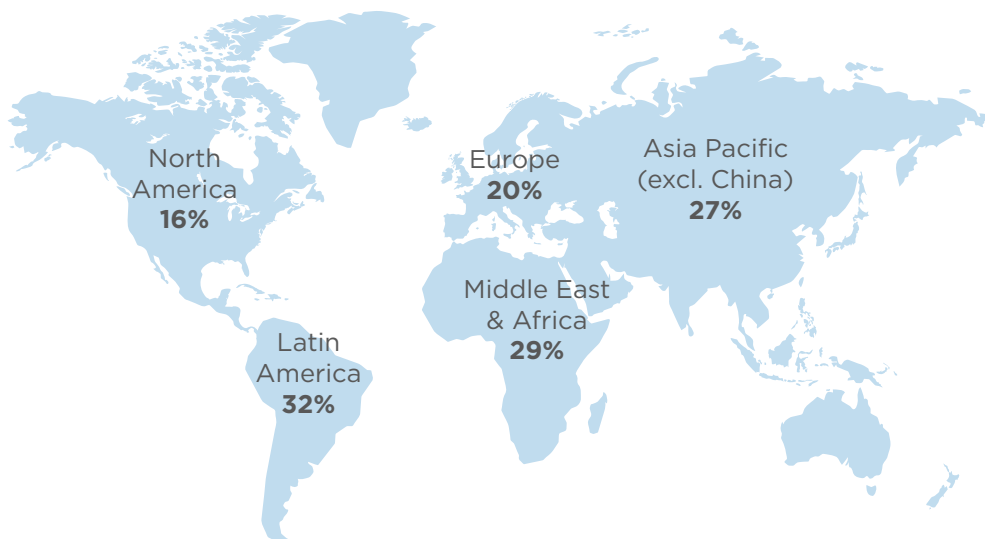 North
America
16%
Europe
20%
Asia Pacific
(excl. China)
27%
Middle East
& Africa
29%
Latin
America
32%